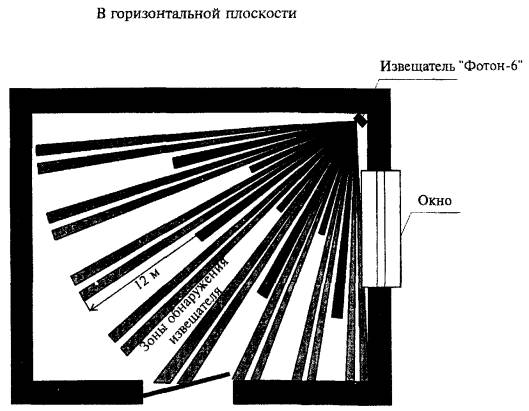 В горизонтальной плоскости
Извещатель "Фотон-6"
Окно
12 м
Зоны обнаружения
извещателя